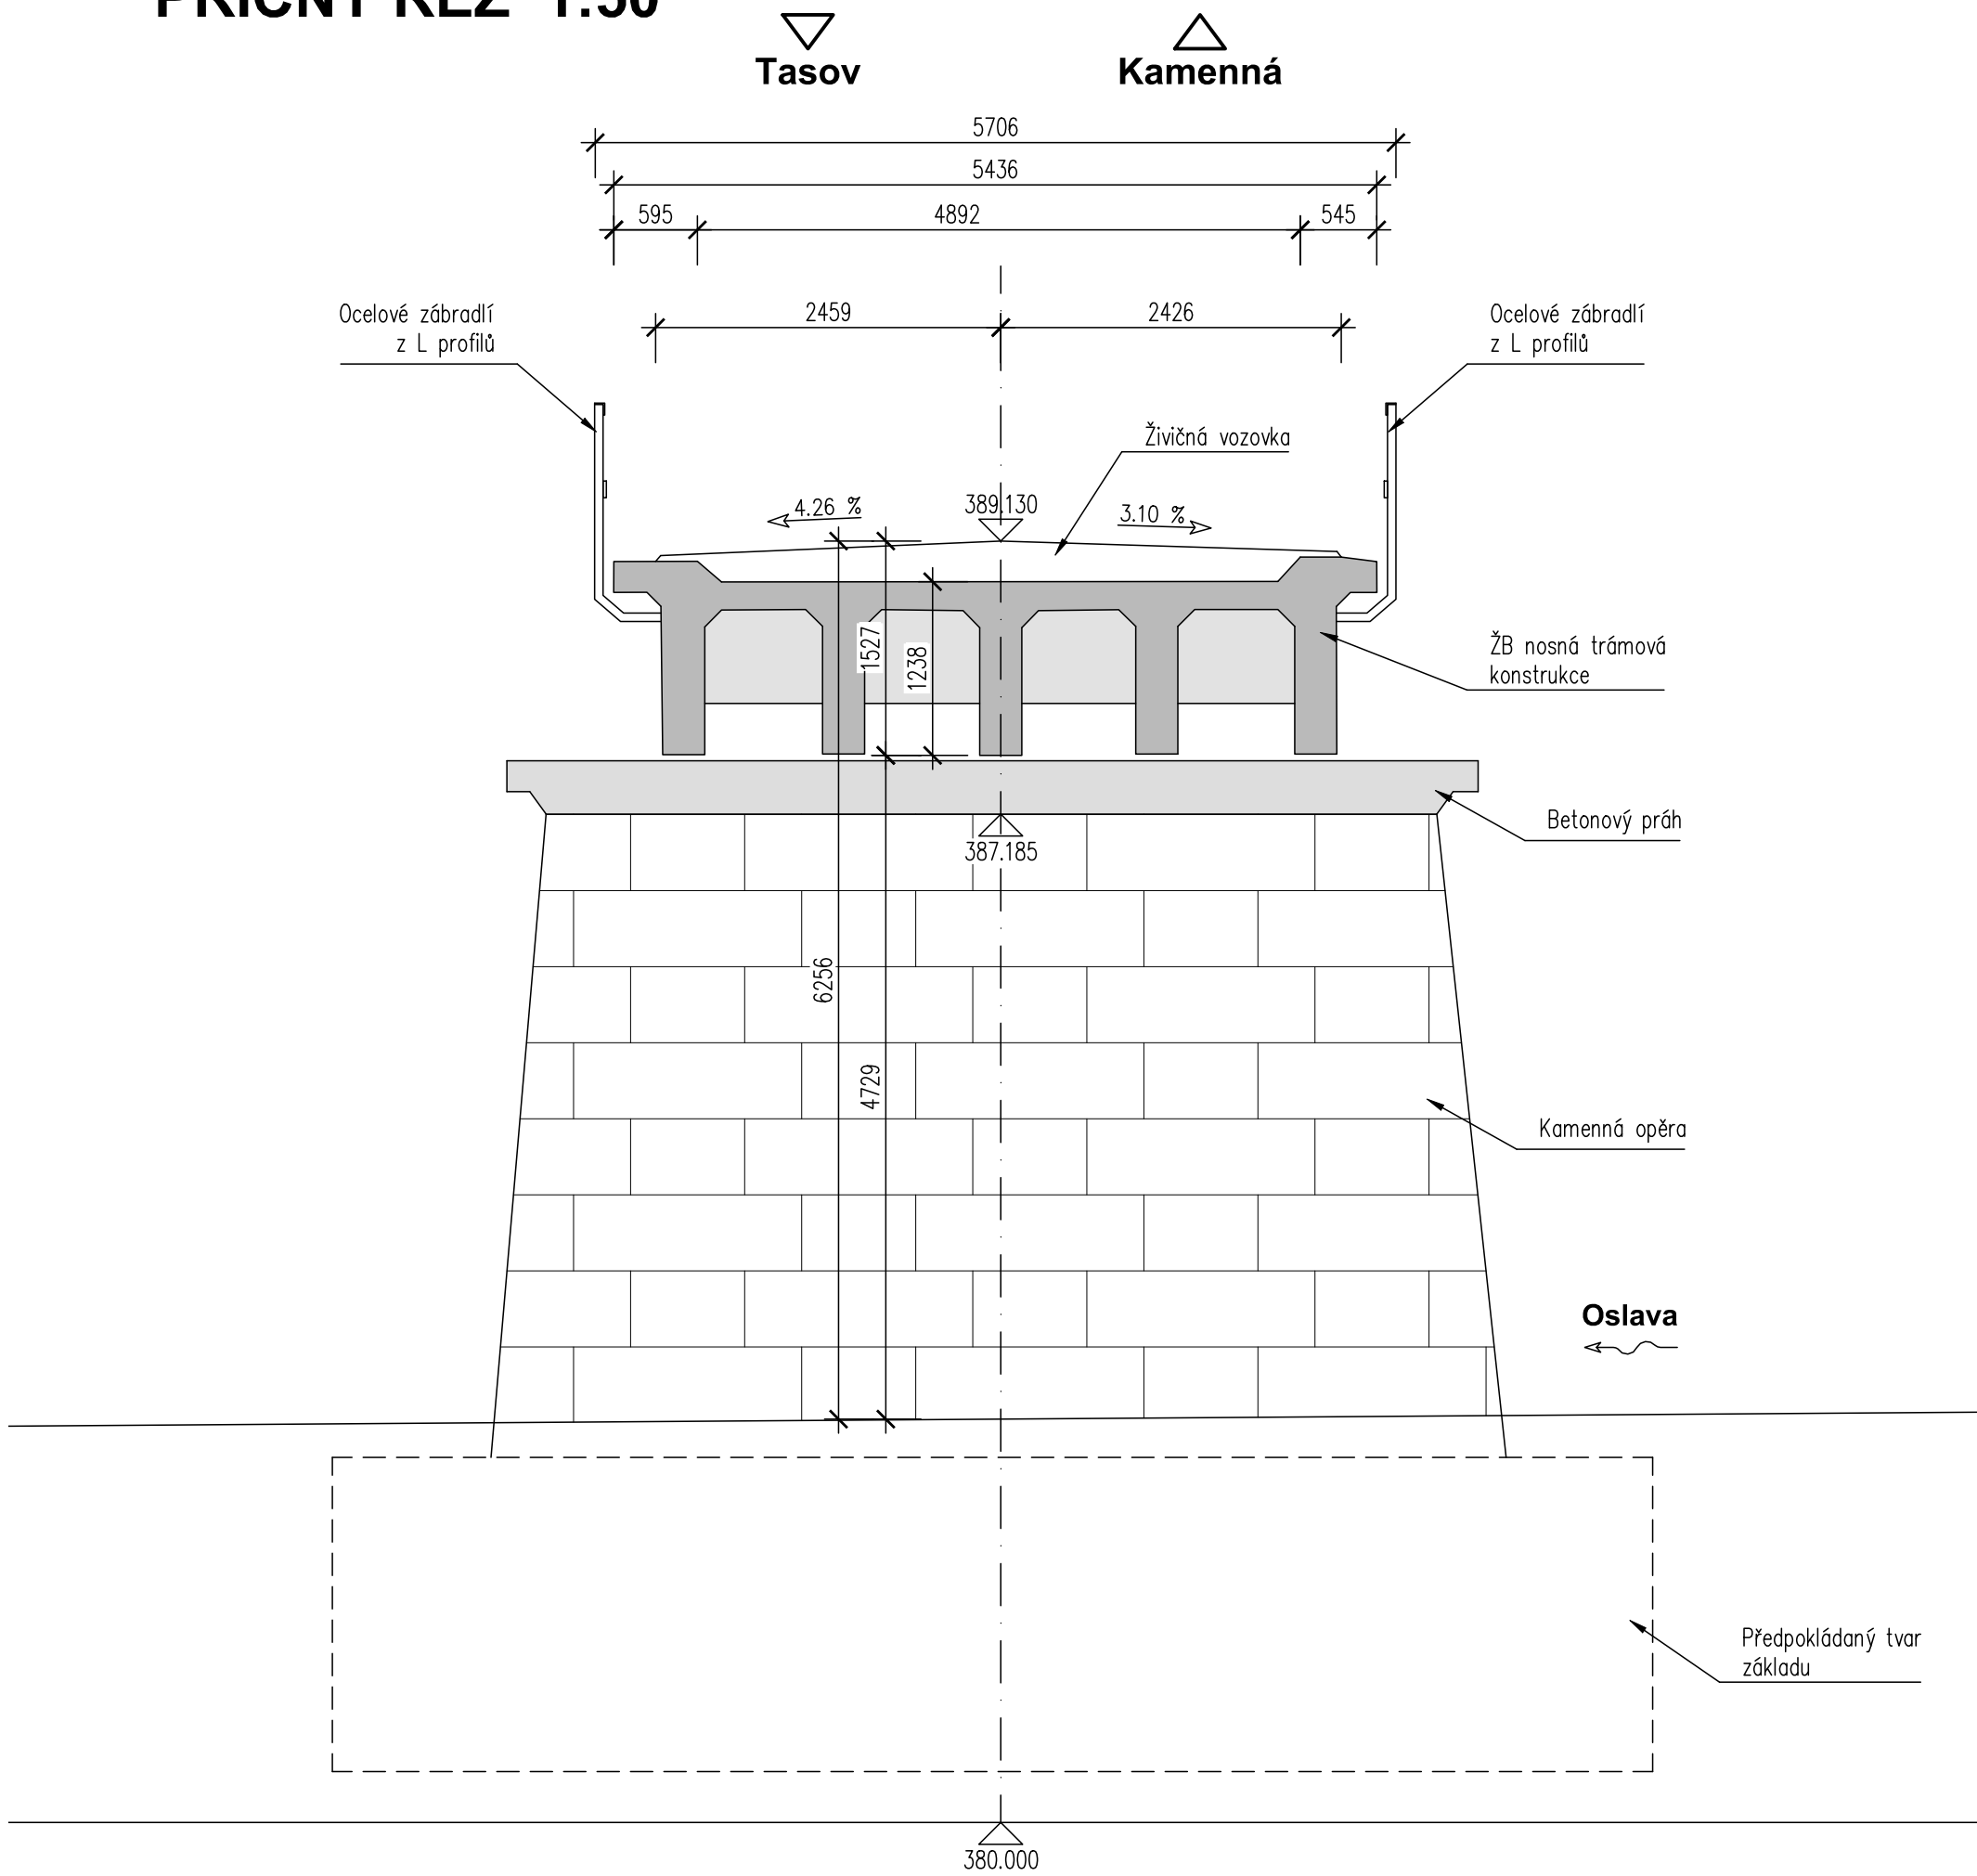 PŘÍČNÝ ŘEZ 1:50
Tasov
Kamenná
5706
5436
595
4892
545
2459
2426
Ocelové zábradlí
z L profilů
Ocelové zábradlí
z L profilů
Živičná vozovka
4.26 %
389.130
3.10 %
1527
1238
ŽB nosná trámová
konstrukce
Betonový práh
387.185
6256
4729
Kamenná opěra
Oslava
Předpokládaný tvar
základu
380.000